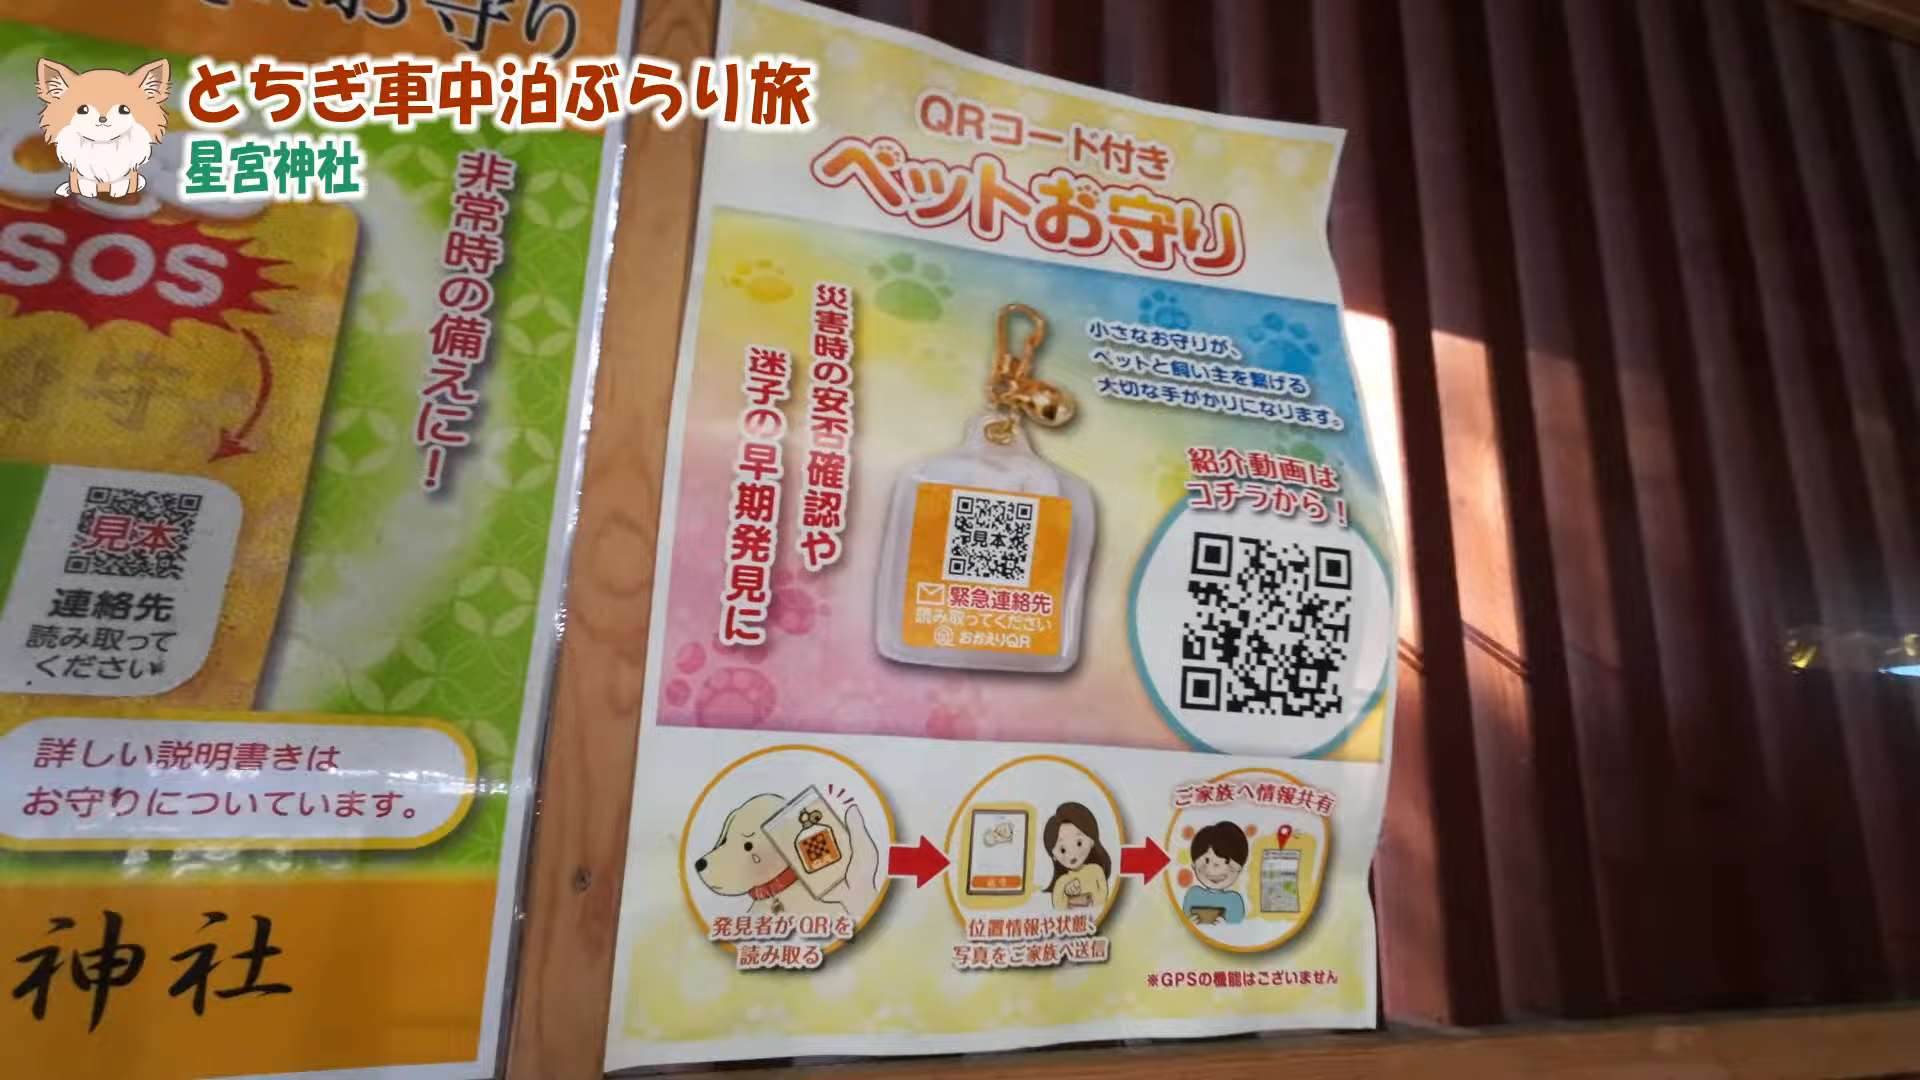 とちぎ車中泊ぶらり旅
星宮神社
お守り
非常時の備えに!
SOS
見本
連絡先
読み取って
ください
詳しい説明書きは
お守りについています。
神社
QRコード付き
ペットお守り
災害時の安否確認や
迷子の早期発見に
小さなお守りが、
ペットと飼い主を繋げる
大切な手がかりになります。
紹介動画は
コチラから!
見本
緊急連絡先
読み取ってください
おかえりQR
発見者がQRを
読み取る
位置情報や状態、
写真をご家族へ送信
ご家族へ情報共有
※GPSの機能はございません